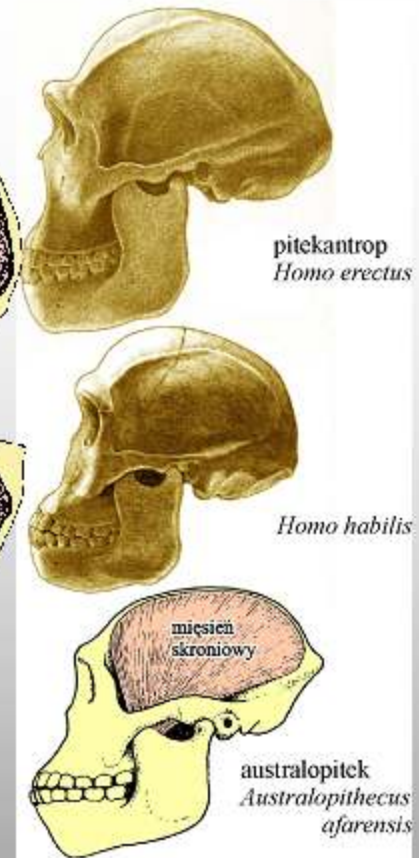 pitekantrop
Homo erectus
Homo habilis
mięsień
skroniowy
australopitek
Australopithecus
afarensis